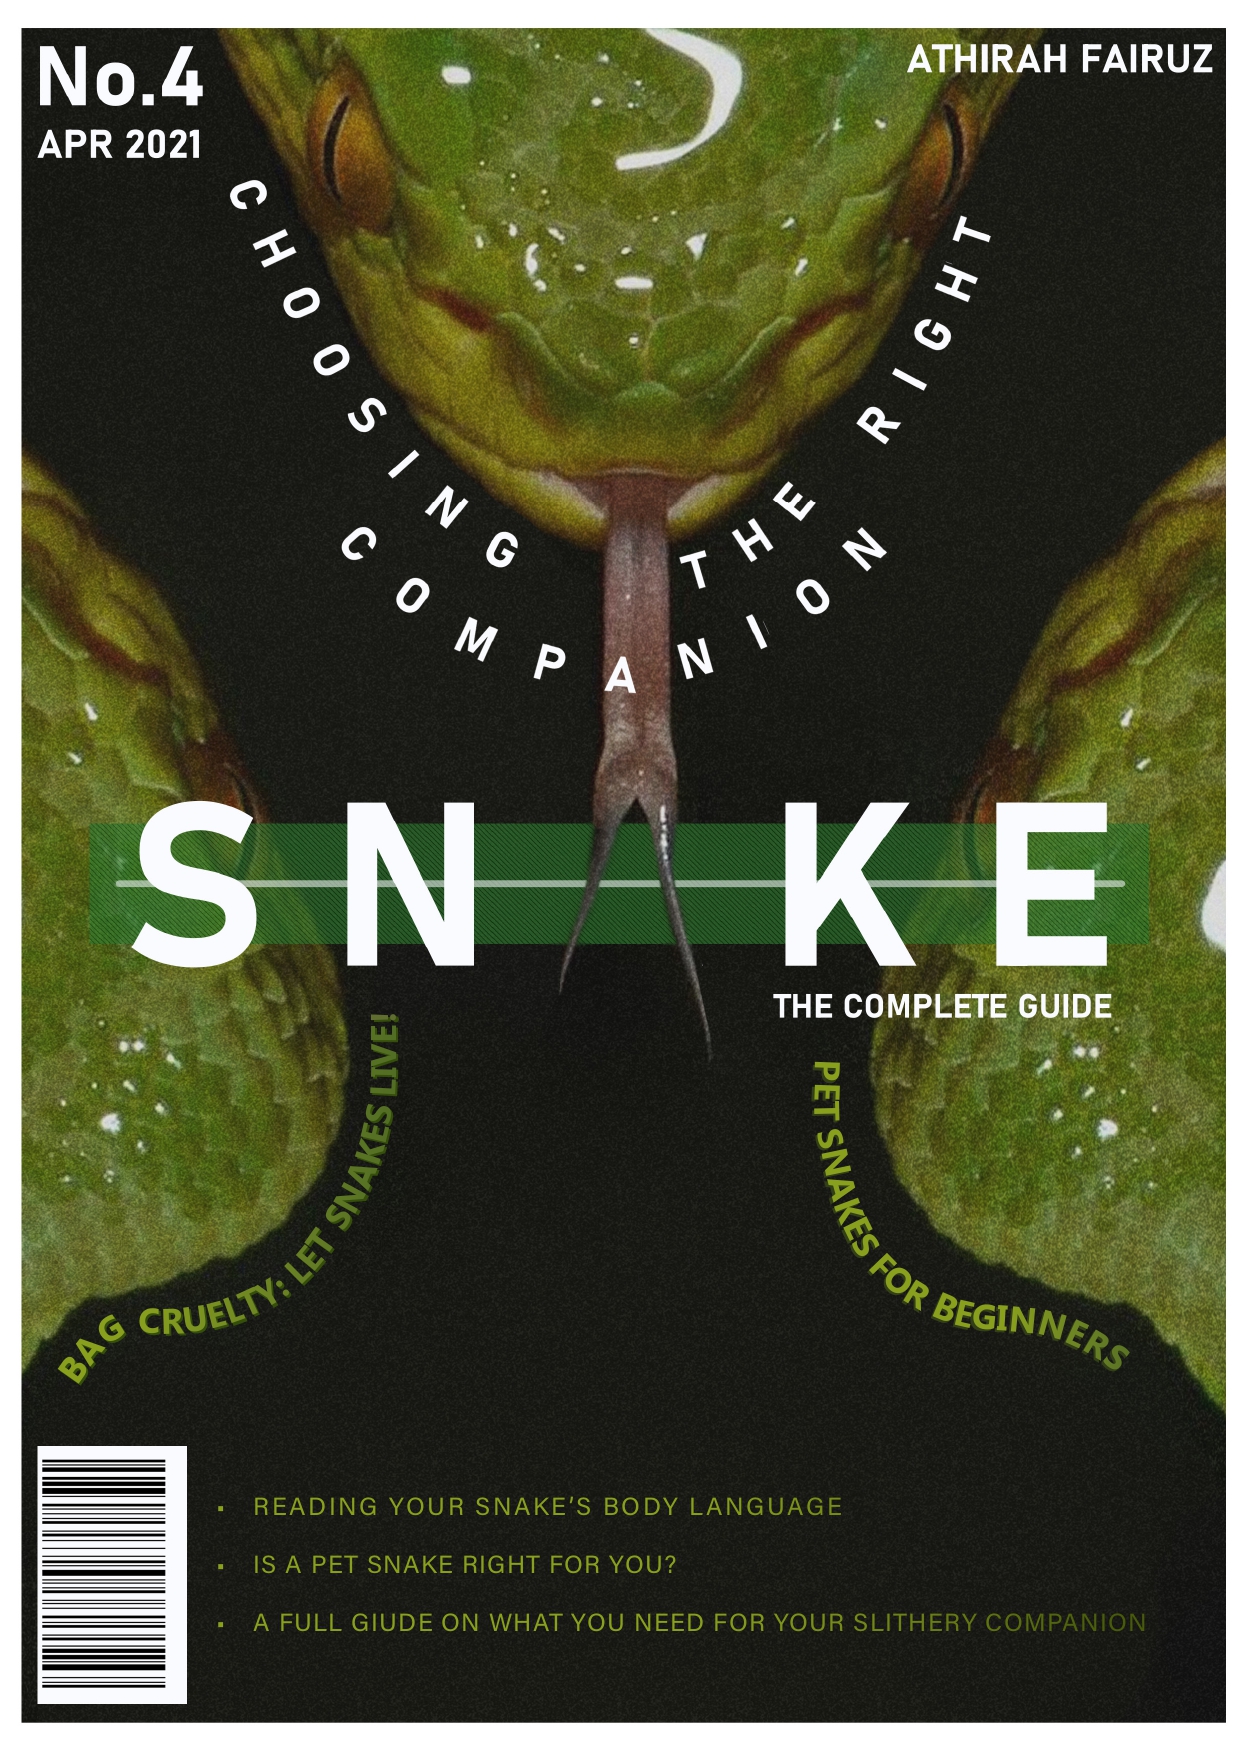 No.4
APR 2021
ATHIRAH FAIRUZ
CHOOSING THE RIGHT
COMPANION
SN KE
THE COMPLETE GUIDE
BAG CRUELTY: LET SNAKES LIVE!
PET SNAKES FOR BEGINNERS
▪ READING YOUR SNAKE'S BODY LANGUAGE
▪ IS A PET SNAKE RIGHT FOR YOU?
▪ A FULL GIUDE ON WHAT YOU NEED FOR YOUR SLITHERY COMPANION